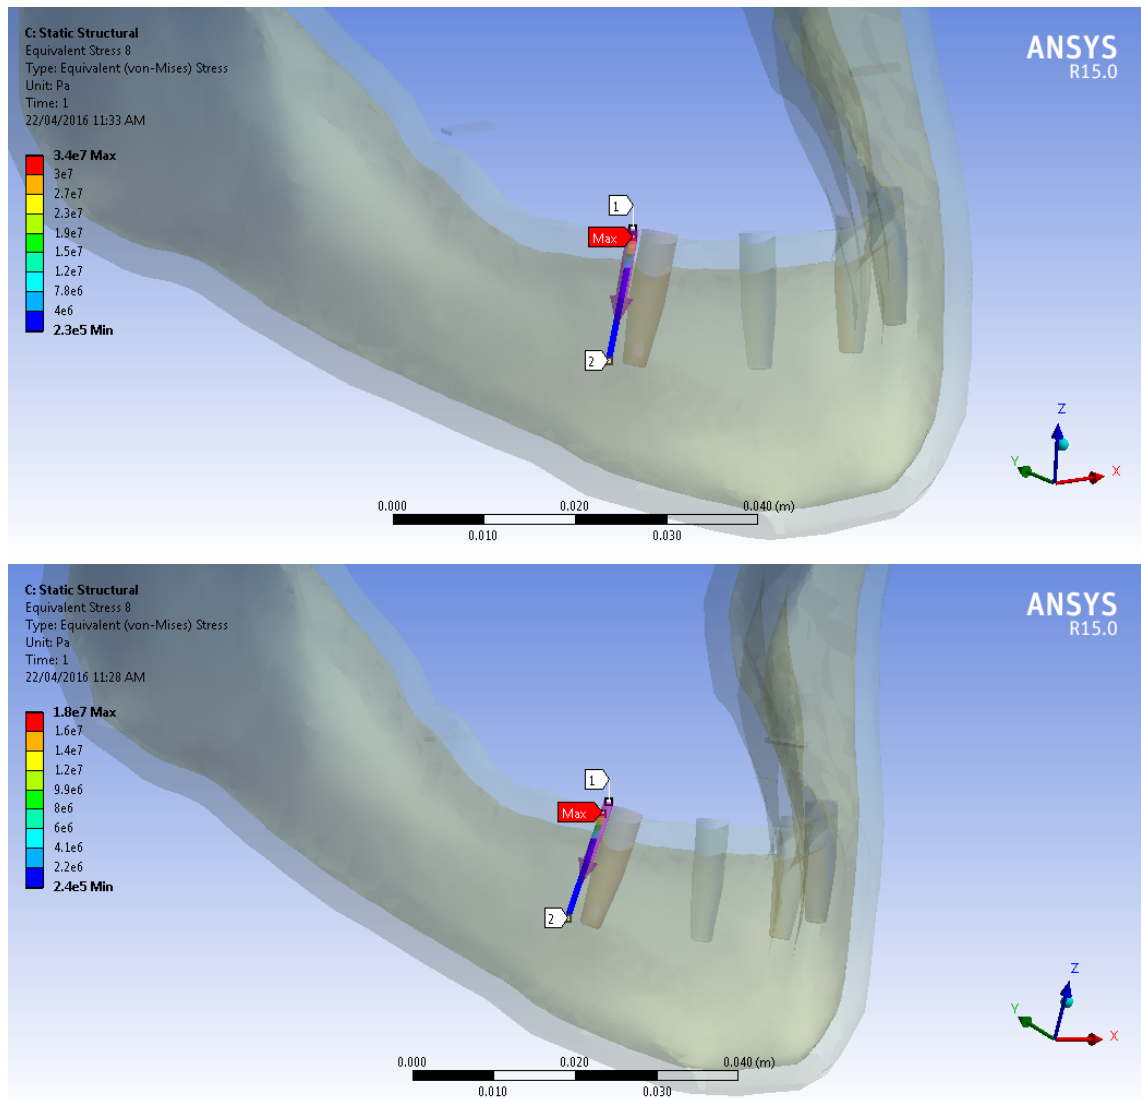 C: Static Structural
Equivalent Stress 8
Type: Equivalent (von-Mises) Stress
Unit: Pa
Time: 1
22/04/2016 11:33 AM
ANSYS
R15.0
3.4e7 Max
3e7
2.7e7
2.3e7
1.9e7
1.5e7
1.2e7
7.8e6
4e6
2.3e5 Min
1
Max
2
Z
Y
X
0.000 0.020 0.040 (m)
0.010 0.030
C: Static Structural
Equivalent Stress 8
Type: Equivalent (von-Mises) Stress
Unit: Pa
Time: 1
22/04/2016 11:28 AM
ANSYS
R15.0
1.8e7 Max
1.6e7
1.4e7
1.2e7
9.9e6
8e6
6e6
4.1e6
2.2e6
2.4e5 Min
1
Max
2
Z
Y
X
0.000 0.020 0.040 (m)
0.010 0.030